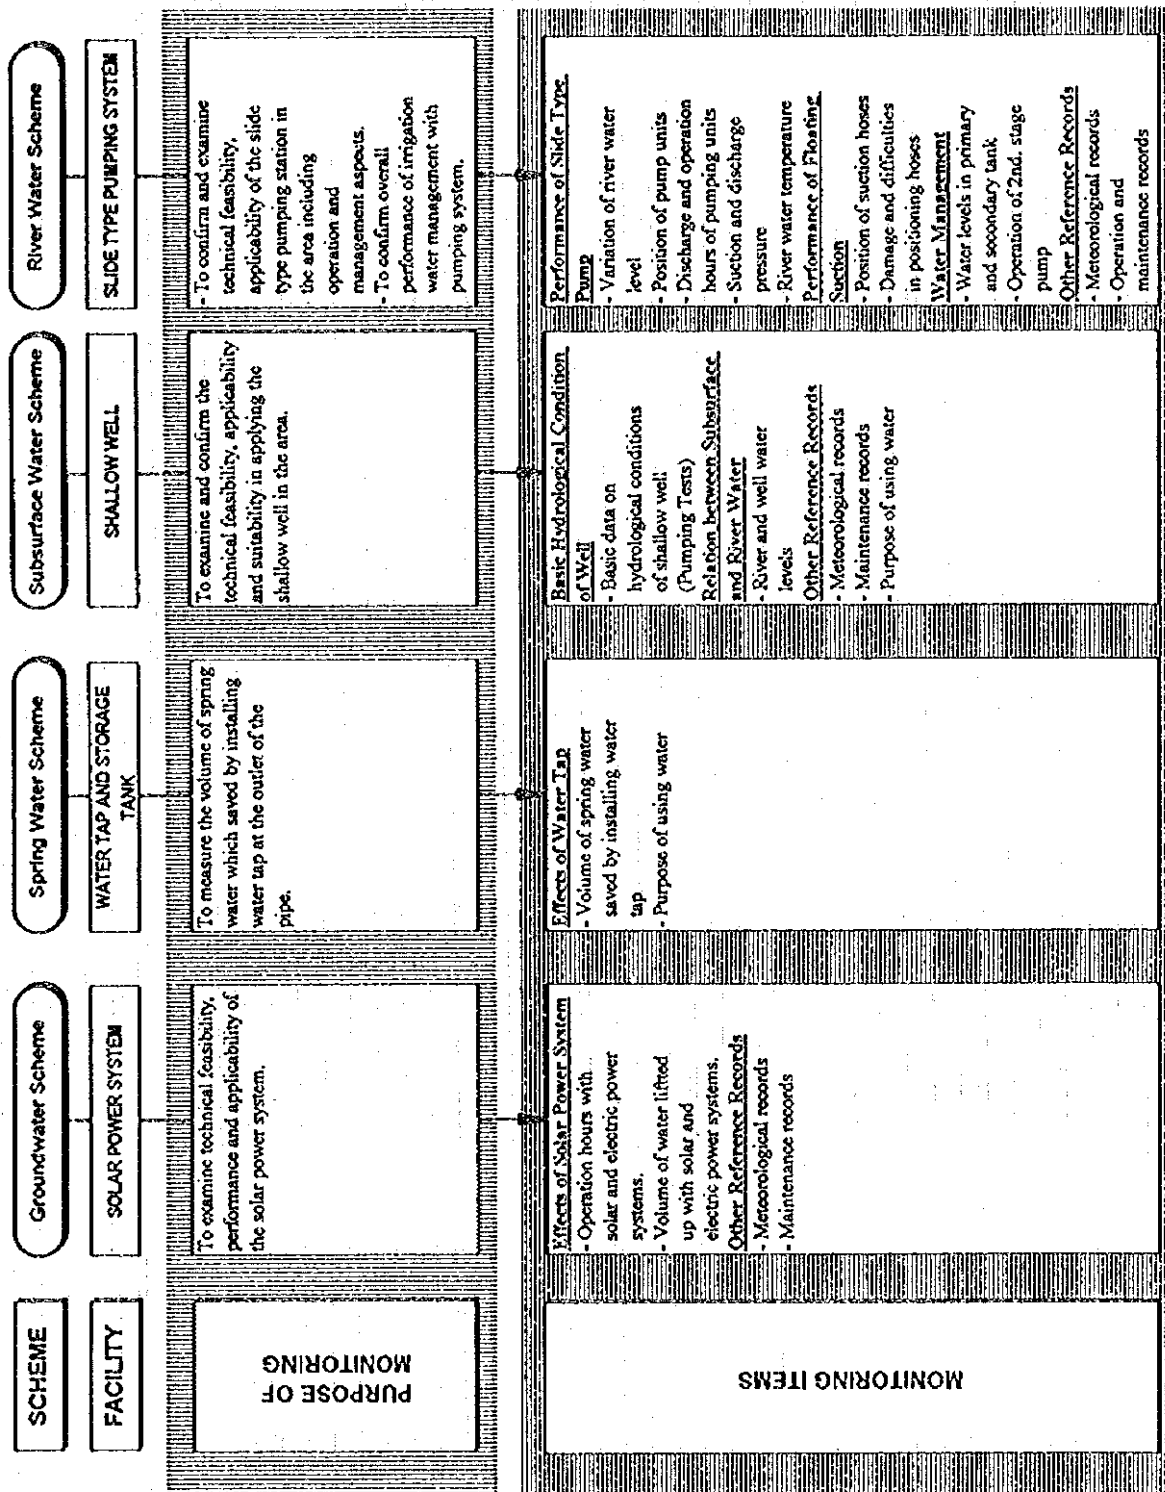 SCHEME
Groundwater Scheme
Spring Water Scheme
Subsurface Water Scheme
River Water Scheme
FACILITY
SOLAR POWER SYSTEM
WATER TAP AND STORAGE
TANK
SHALLOW WELL
SLIDE TYPE PUMPING SYSTEM
PURPOSE OF
MONITORING
To examine technical feasibility,
performance and applicability of
the solar power system.
To measure the volume of spring
water which saved by installing
water tap at the outlet of the
pipe.
To examine and confirm the
technical feasibility, applicability
and suitability in applying the
shallow well in the area.
- To confirm and examine
technical feasibility,
applicability of the slide
type pumping station in
the area including
operation and
management aspects.
- To confirm overall
performance of irrigation
water management with
pumping system.
MONITORING ITEMS
Effects of Solar Power System
- Operation hours with
solar and electric power
systems.
- Volume of water lifted
up with solar and
electric power systems.
Other Reference Records
- Meteorological records
- Maintenance records
Effects of Water Tap
- Volume of spring water
saved by installing water
tap
- Purpose of using water
Basic Hydrological Condition
of Well
- Basic data on
hydrological conditions
of shallow well
(Pumping Tests)
Relation between Subsurface
and River Water
- River and well water
levels
Other Reference Records
- Meteorological records
- Maintenance records
- Purpose of using water
Performance of Slide Type
Pump
- Variation of river water
level
- Position of pump units
- Discharge and operation
hours of pumping units
- Suction and discharge
pressure
- River water temperature
Performance of Floating
Suction
- Position of suction hoses
- Damage and difficulties
in positioning hoses
Water Management
- Water levels in primary
and secondary tank
- Operation of 2nd. stage
pump
Other Reference Records
- Meteorological records
- Operation and
maintenance records